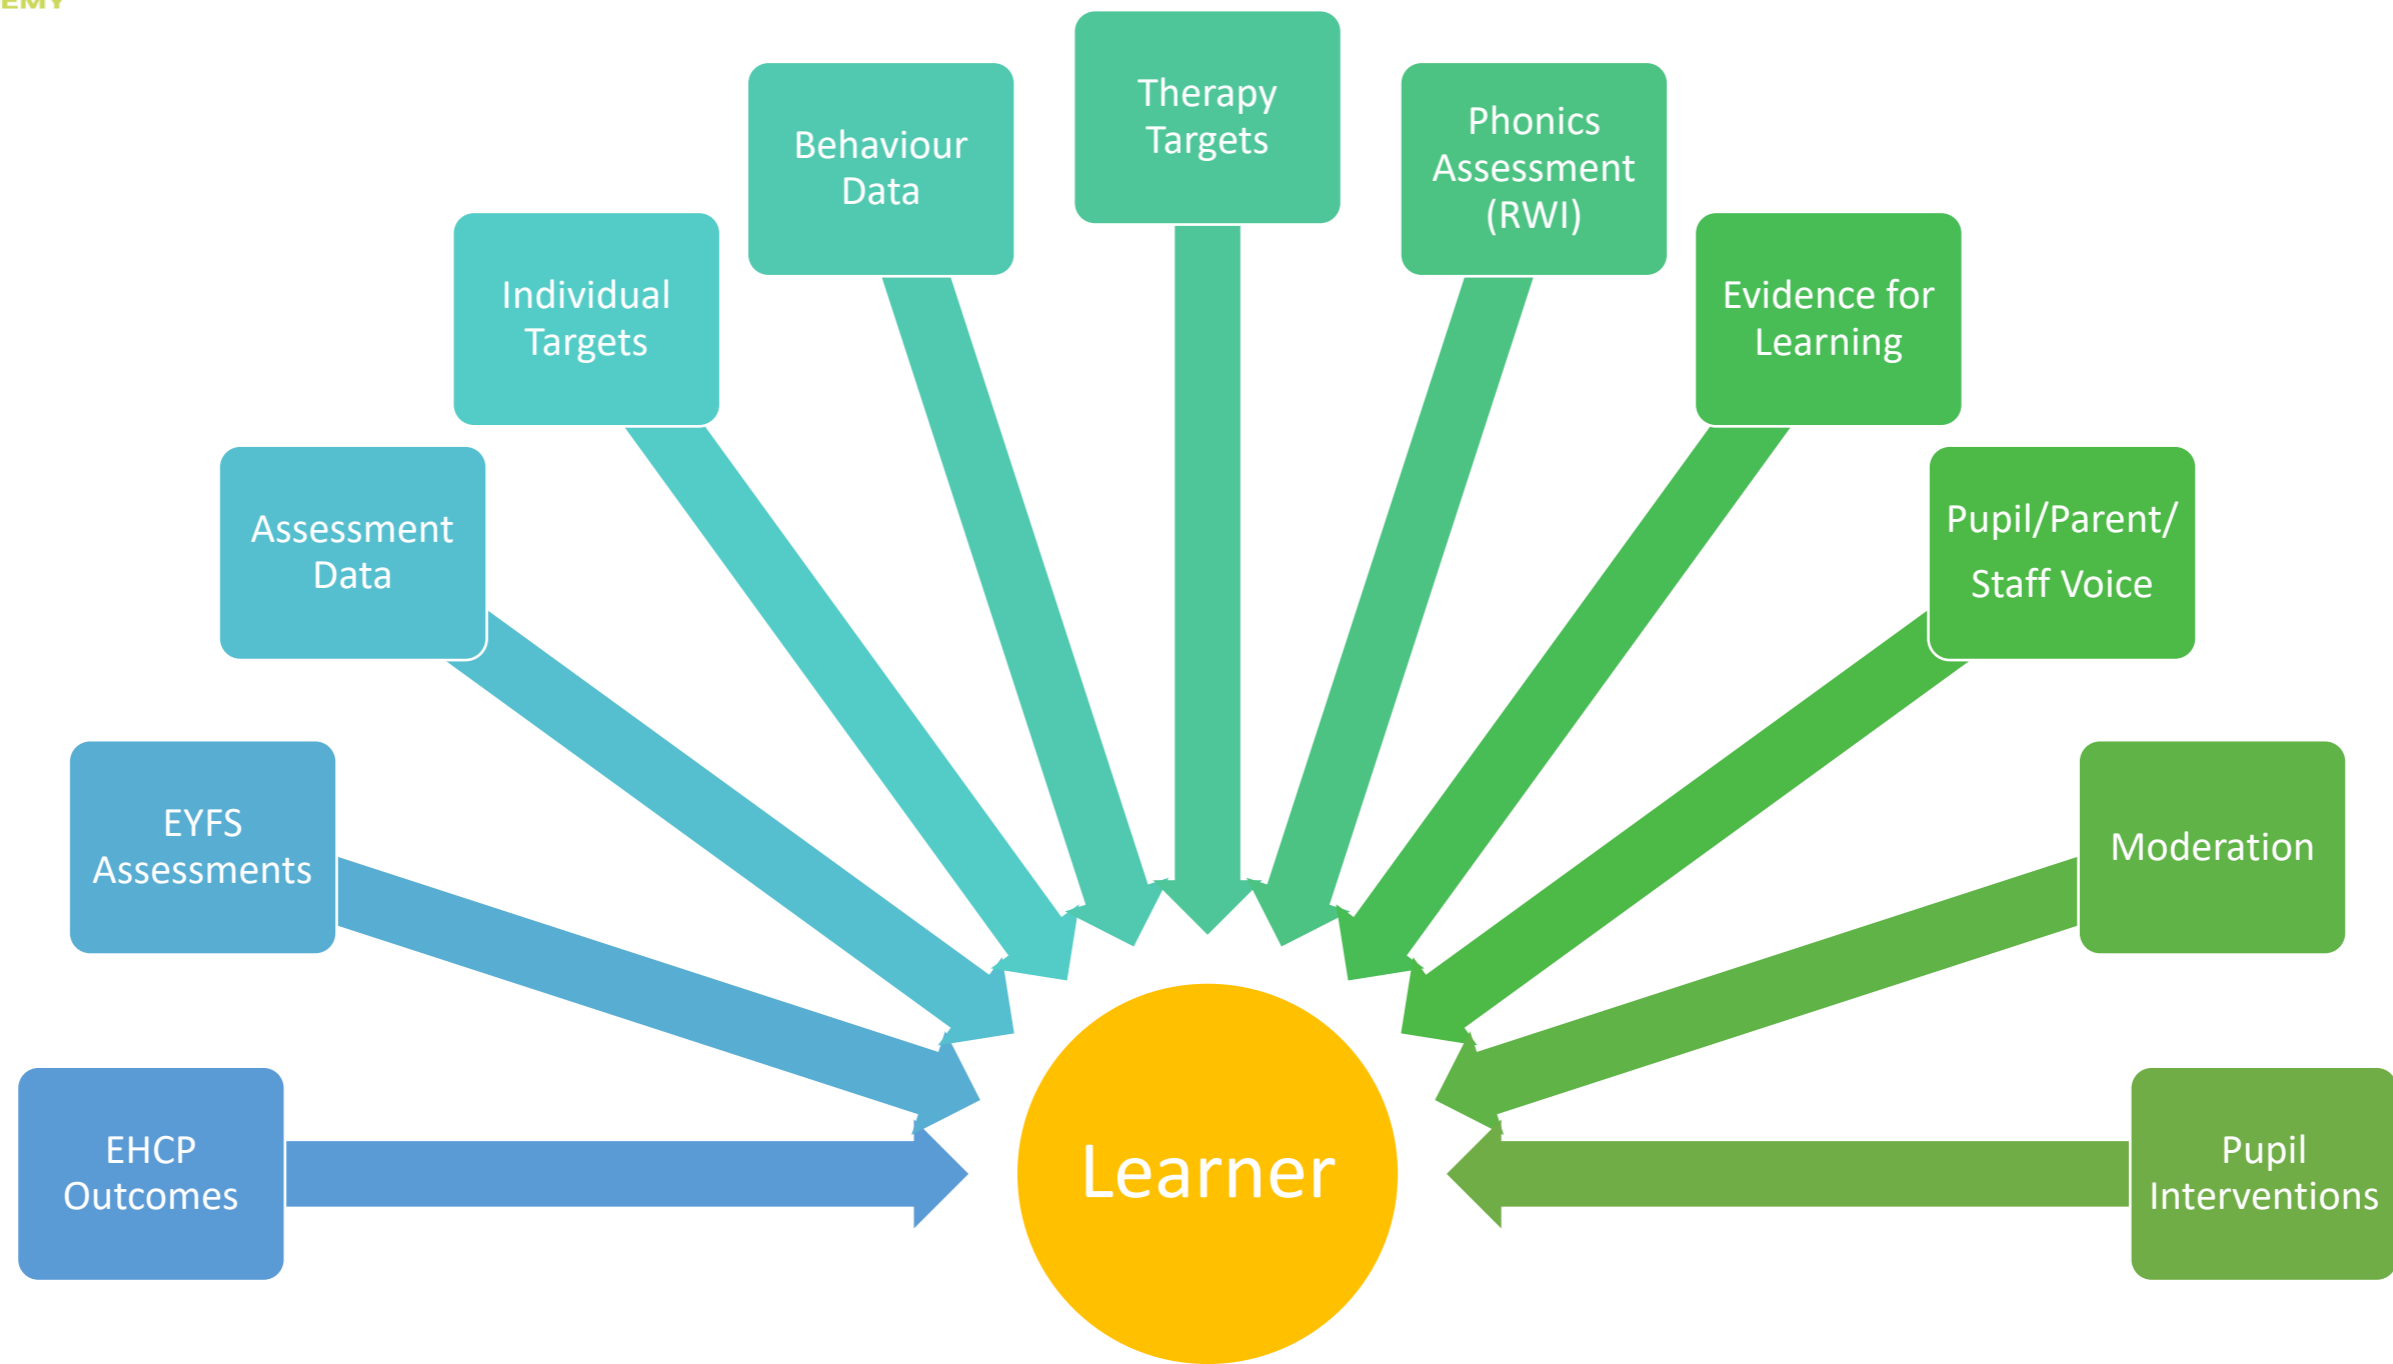 EMY
Therapy
Targets
Behaviour
Data
Phonics
Assessment
(RWI)
Individual
Targets
Evidence for
Learning
Assessment
Data
Pupil/Parent/
Staff Voice
EYFS
Assessments
Moderation
EHCP
Outcomes
Learner
Pupil
Interventions